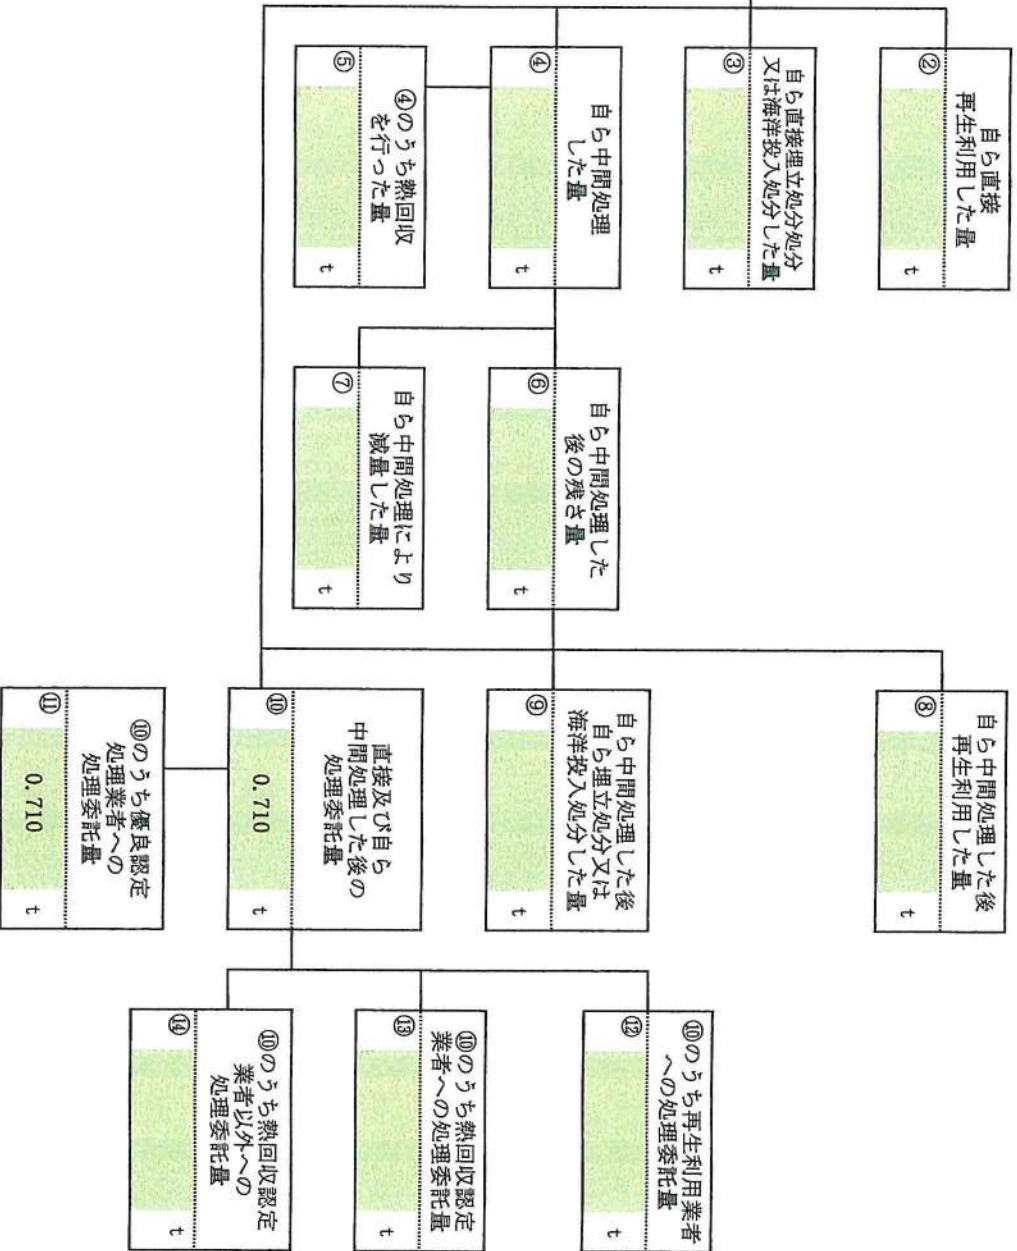 自ら直接
再生利用した量
②
t
自ら直接埋立処分処分
又は海洋投入処分した量
③
t
自ら中間処理
した量
④
t
④のうち熱回収
を行った量
⑤
t
自ら中間処理した
後の残さ量
⑥
t
自ら中間処理により
減量した量
⑦
t
自ら中間処理した後
再生利用した量
⑧
t
自ら中間処理した後
自ら埋立処分又は
海洋投入処分した量
⑨
t
直接及び自ら
中間処理した後の
処理委託量
⑩
0.710
t
⑩のうち優良認定
処理業者への
処理委託量
⑪
0.710
t
⑩のうち再生利用業者
への処理委託量
⑫
t
⑩のうち熱回収認定
業者への処理委託量
⑬
t
⑩のうち熱回収認定
業者以外への
処理委託量
⑭
t